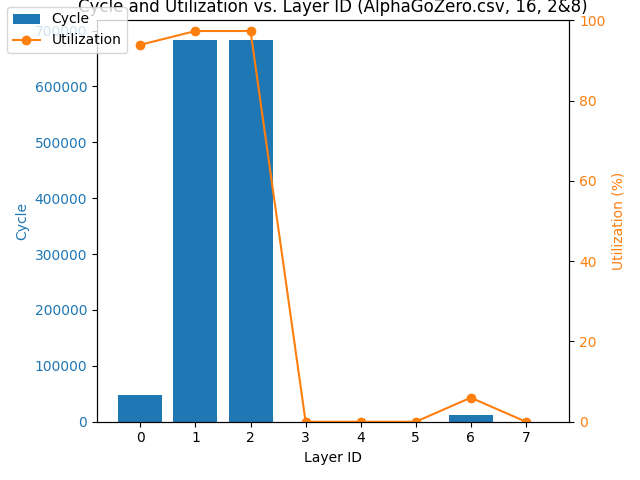 Cycle and Utilization vs. Layer ID (AlphaGoZero.csv, 16, 2&8)
Cycle
Utilization
700000
600000
500000
400000
300000
200000
100000
0
Cycle
100
80
60
40
20
0
Utilization (%)
0 1 2 3 4 5 6 7
Layer ID